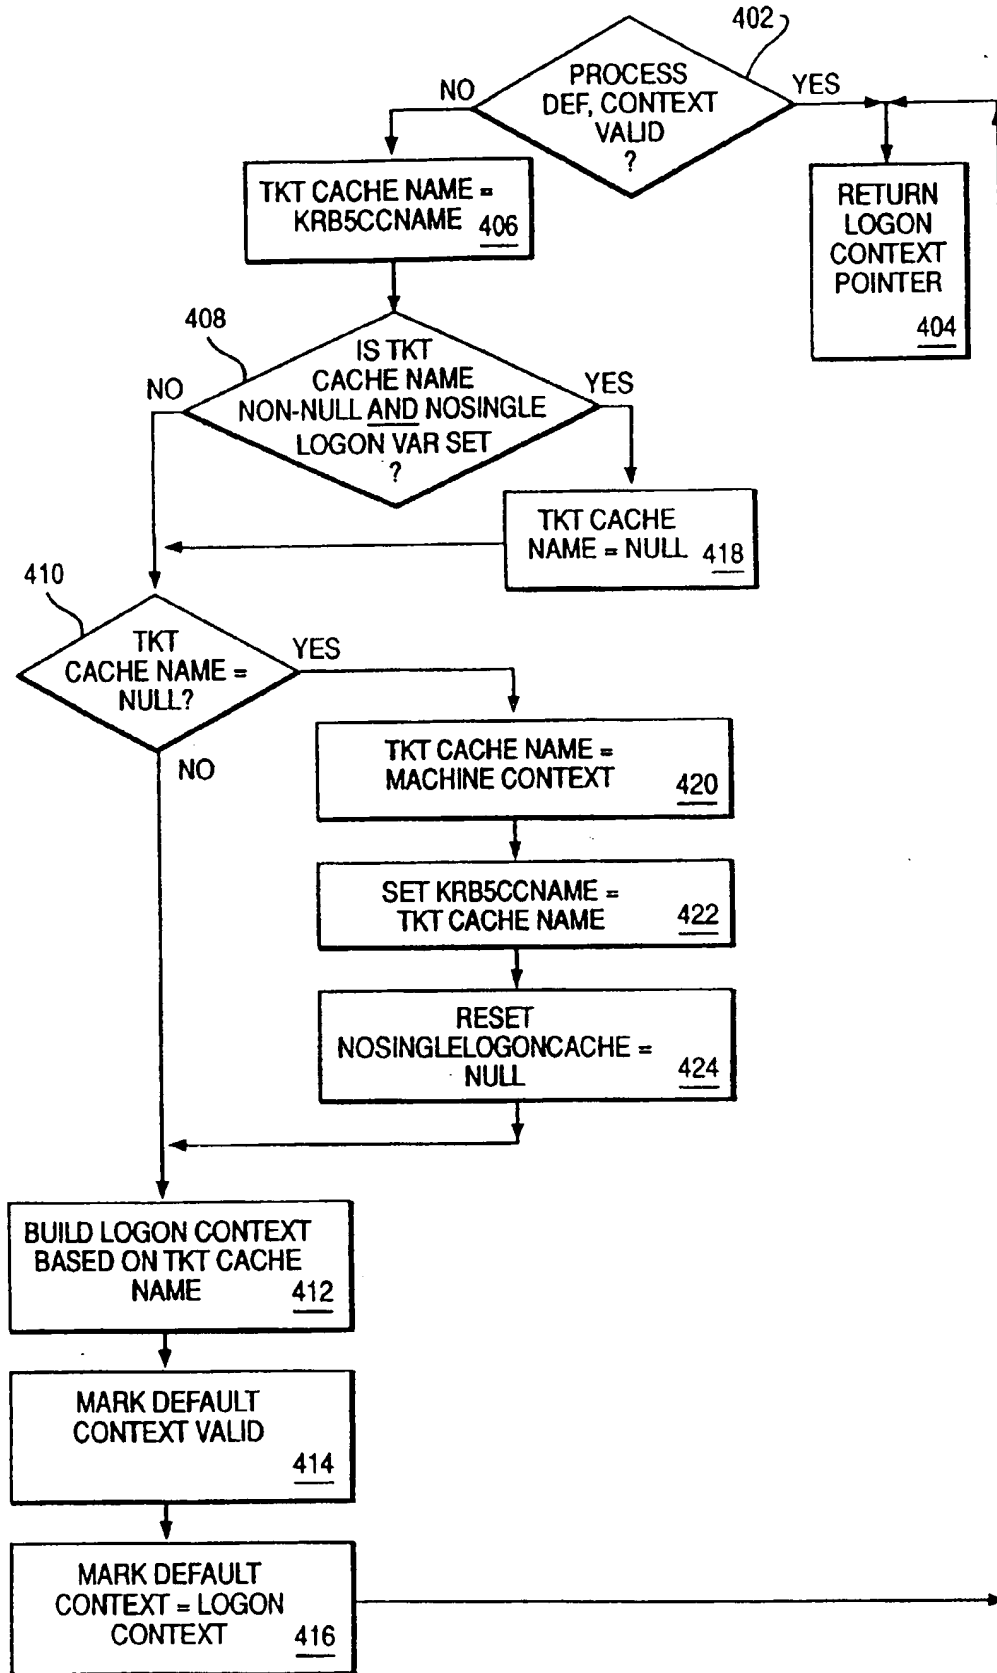 402
PROCESS
DEF, CONTEXT
VALID
?
NO
YES
TKT CACHE NAME =
KRB5CCNAME 406
RETURN
LOGON
CONTEXT
POINTER
404
408
IS TKT
CACHE NAME
NON-NULL AND NOSINGLE
LOGON VAR SET
?
NO
YES
TKT CACHE
NAME = NULL 418
410
TKT
CACHE NAME =
NULL?
YES
NO
TKT CACHE NAME =
MACHINE CONTEXT
420
SET KRB5CCNAME =
TKT CACHE NAME
422
RESET
NOSINGLELOGONCACHE =
NULL
424
BUILD LOGON CONTEXT
BASED ON TKT CACHE
NAME
412
MARK DEFAULT
CONTEXT VALID
414
MARK DEFAULT
CONTEXT = LOGON
CONTEXT
416